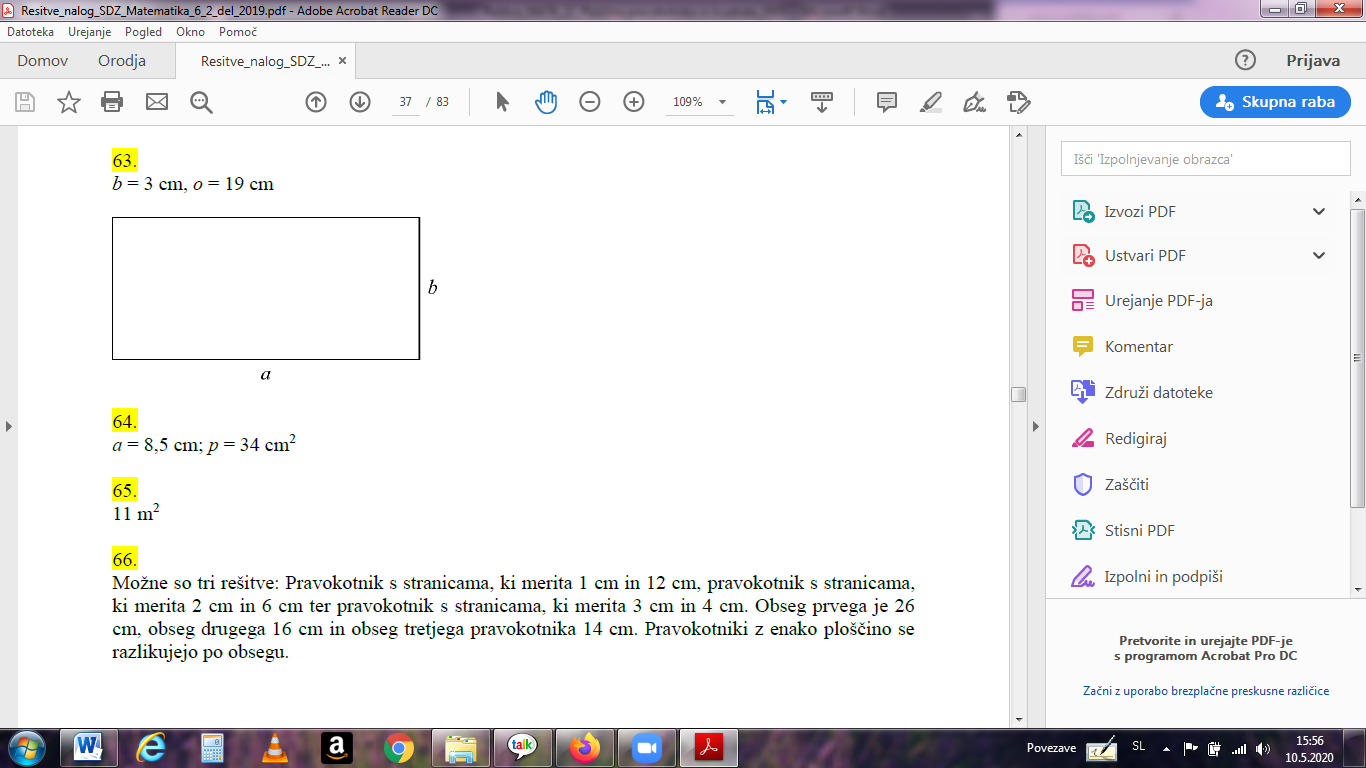 Resitve_nalog_SDZ_Matematika_6_2_del_2019.pdf - Adobe Acrobat Reader DC
Datoteka Urejanje Pogled Okno Pomoč
Domov Orodja Resitve_nalog_SDZ_... × Prijava
37 / 83 109% Skupna raba
63.
b = 3 cm, o = 19 cm
b
a
64.
a = 8,5 cm; p = 34 cm²
65.
11 m²
66.
Možne so tri rešitve: Pravokotnik s stranicama, ki merita 1 cm in 12 cm, pravokotnik s stranicama,
ki merita 2 cm in 6 cm ter pravokotnik s stranicama, ki merita 3 cm in 4 cm. Obseg prvega je 26
cm, obseg drugega 16 cm in obseg tretjega pravokotnika 14 cm. Pravokotniki z enako ploščino se
razlikujejo po obsegu.
Išči 'Izpolnjevanje obrazca'
Izvozi PDF
Ustvari PDF
Urejanje PDF-ja
Komentar
Združi datoteke
Redigiraj
Zaščiti
Stisni PDF
Izpolni in podpiši
Pretvorite in urejajte PDF-je
s programom Acrobat Pro DC
Začni z uporabo brezplačne preskusne različice
talk
Povezave SL
15:56
10.5.2020